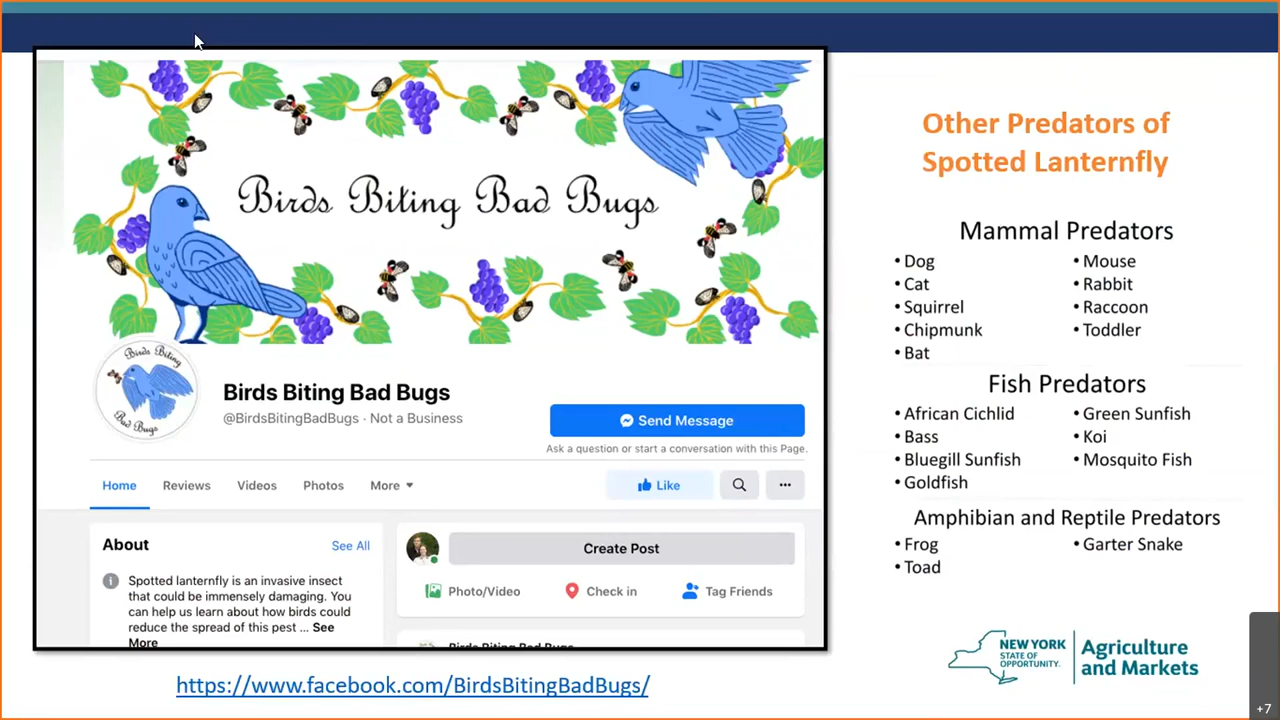 Birds Biting Bad Bugs
Birds Biting
Bad Bugs
Birds Biting Bad Bugs
@BirdsBitingBadBugs · Not a Business
Send Message
Ask a question or start a conversation with this Page.
Home
Reviews
Videos
Photos
More
Like
About
See All
Spotted lanternfly is an invasive insect
that could be immensely damaging. You
can help us learn about how birds could
reduce the spread of this pest ... See
More
Create Post
Photo/Video
Check in
Tag Friends
Birds Biting Bad Bugs
https://www.facebook.com/BirdsBitingBadBugs/
Other Predators of
Spotted Lanternfly
Mammal Predators
• Dog
• Cat
• Squirrel
• Chipmunk
• Bat
• Mouse
• Rabbit
• Raccoon
• Toddler
Fish Predators
• African Cichlid
• Bass
• Bluegill Sunfish
• Goldfish
• Green Sunfish
• Koi
• Mosquito Fish
Amphibian and Reptile Predators
• Frog
• Toad
• Garter Snake
NEW YORK
STATE OF
OPPORTUNITY.
Agriculture
and Markets
+7